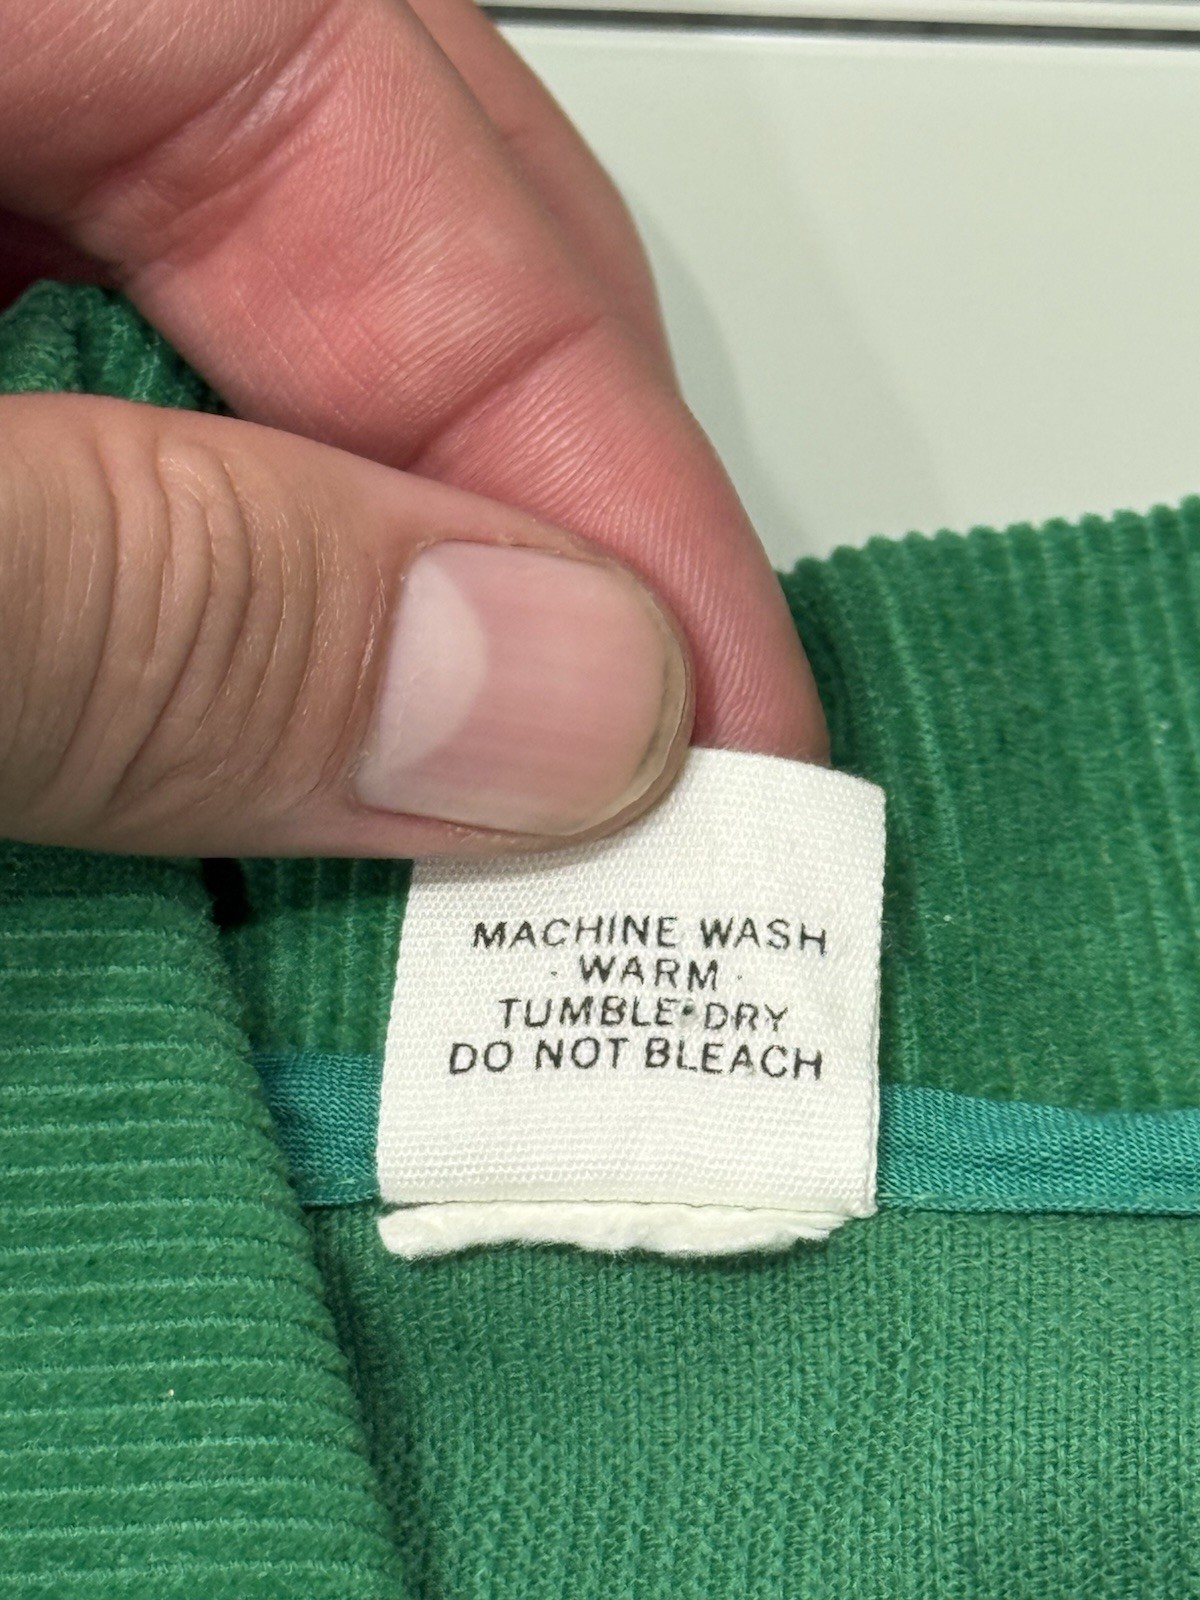 MACHINE WASH
· WARM ·
TUMBLE DRY
DO NOT BLEACH